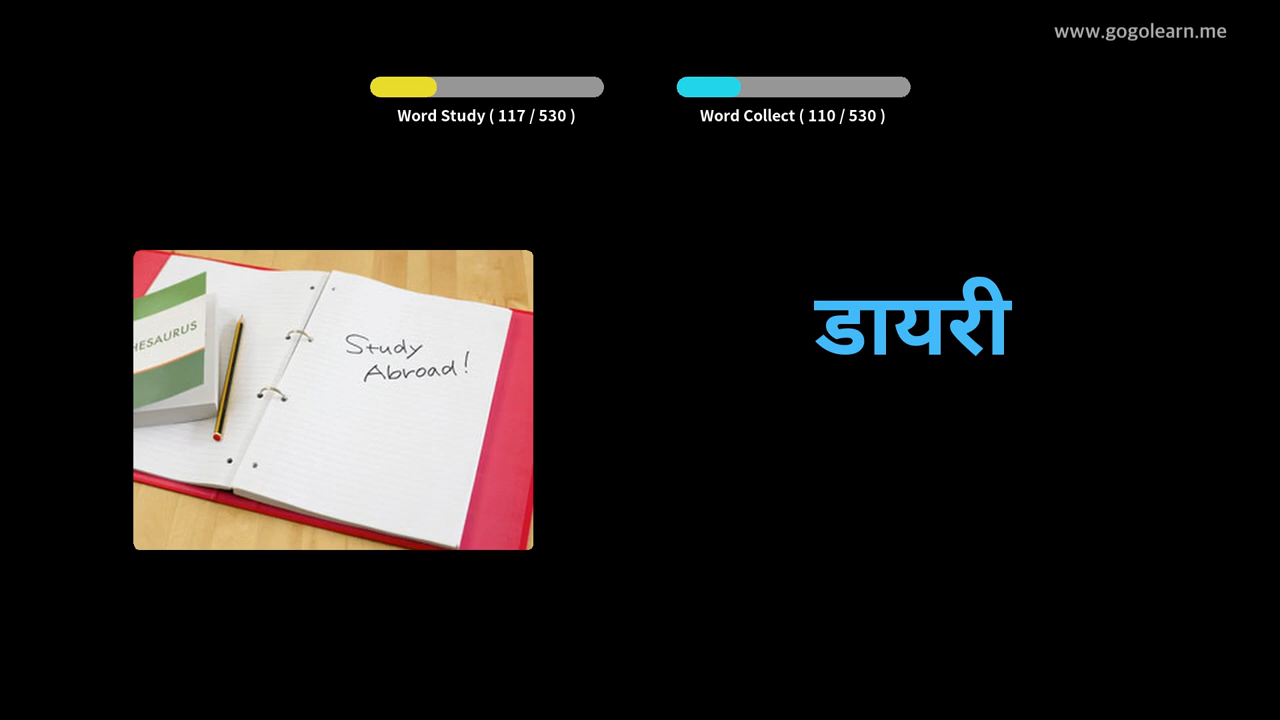 www.gogolearn.me
Word Study ( 117 / 530 )
Word Collect ( 110 / 530 )
HESAURUS
Study
Abroad!
डायरी